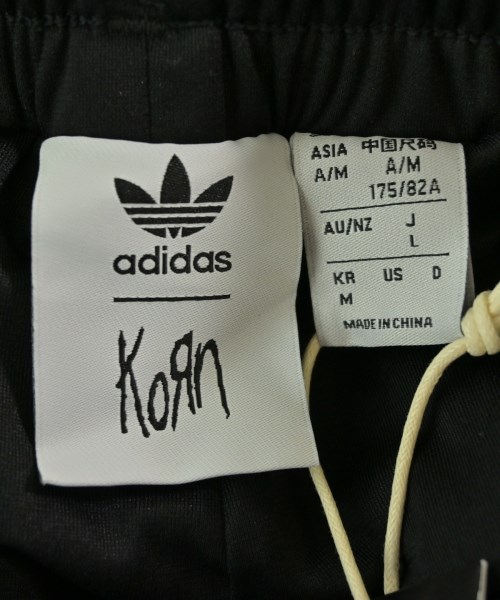 adidas
KoЯn
ASIA 中国尺码
A/M A/M
175/82A
AU/NZ J
L
KR US D
M
MADE IN CHINA